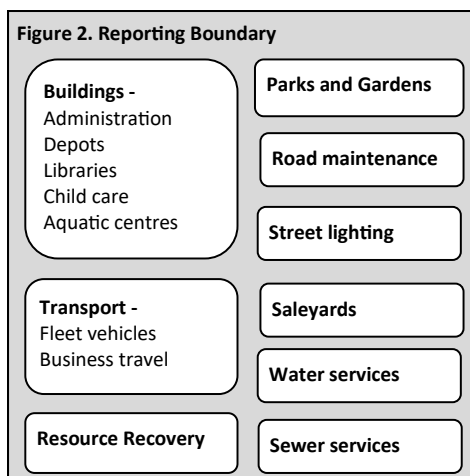 Figure 2. Reporting Boundary
Buildings -
Administration
Depots
Libraries
Child care
Aquatic centres
Transport -
Fleet vehicles
Business travel
Resource Recovery
Parks and Gardens
Road maintenance
Street lighting
Saleyards
Water services
Sewer services